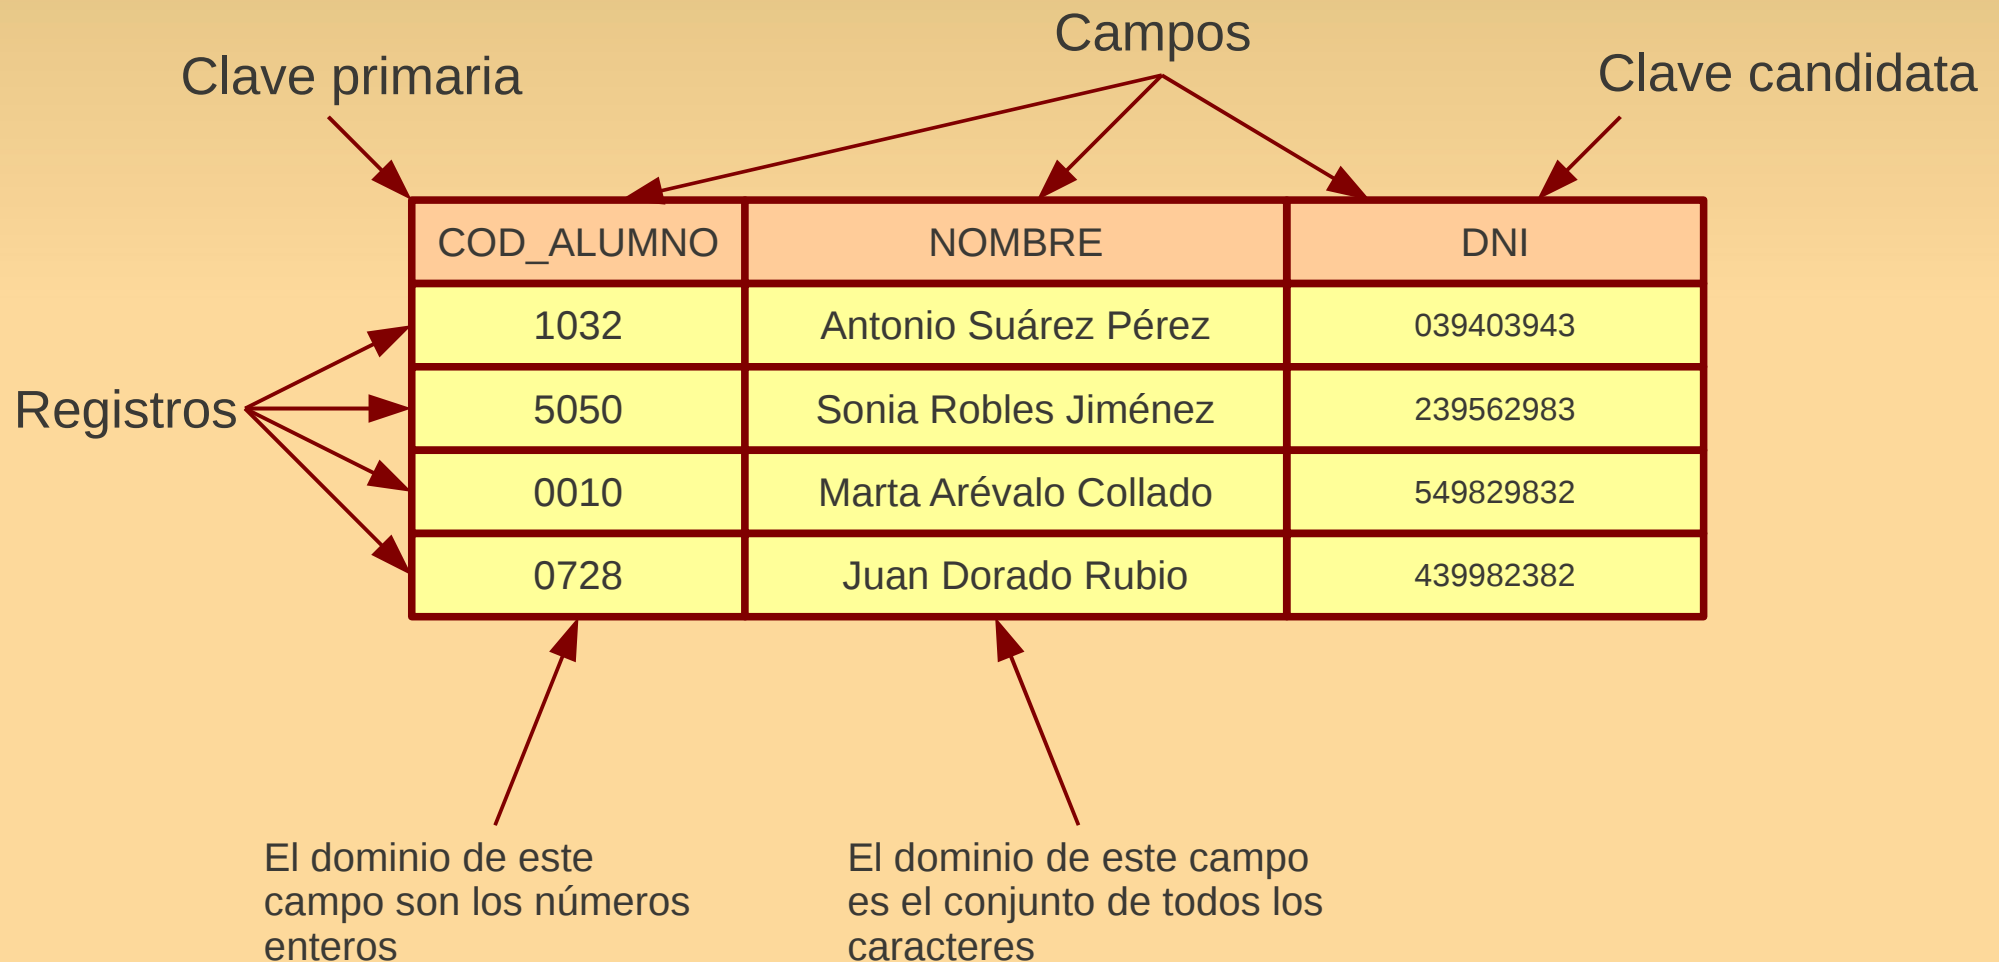 Campos
Clave primaria
Clave candidata
COD_ALUMNO NOMBRE DNI
1032 Antonio Suárez Pérez 039403943
5050 Sonia Robles Jiménez 239562983
Registros
0010 Marta Arévalo Collado 549829832
0728 Juan Dorado Rubio 439982382
El dominio de este
campo son los números
enteros
El dominio de este campo
es el conjunto de todos los
caracteres